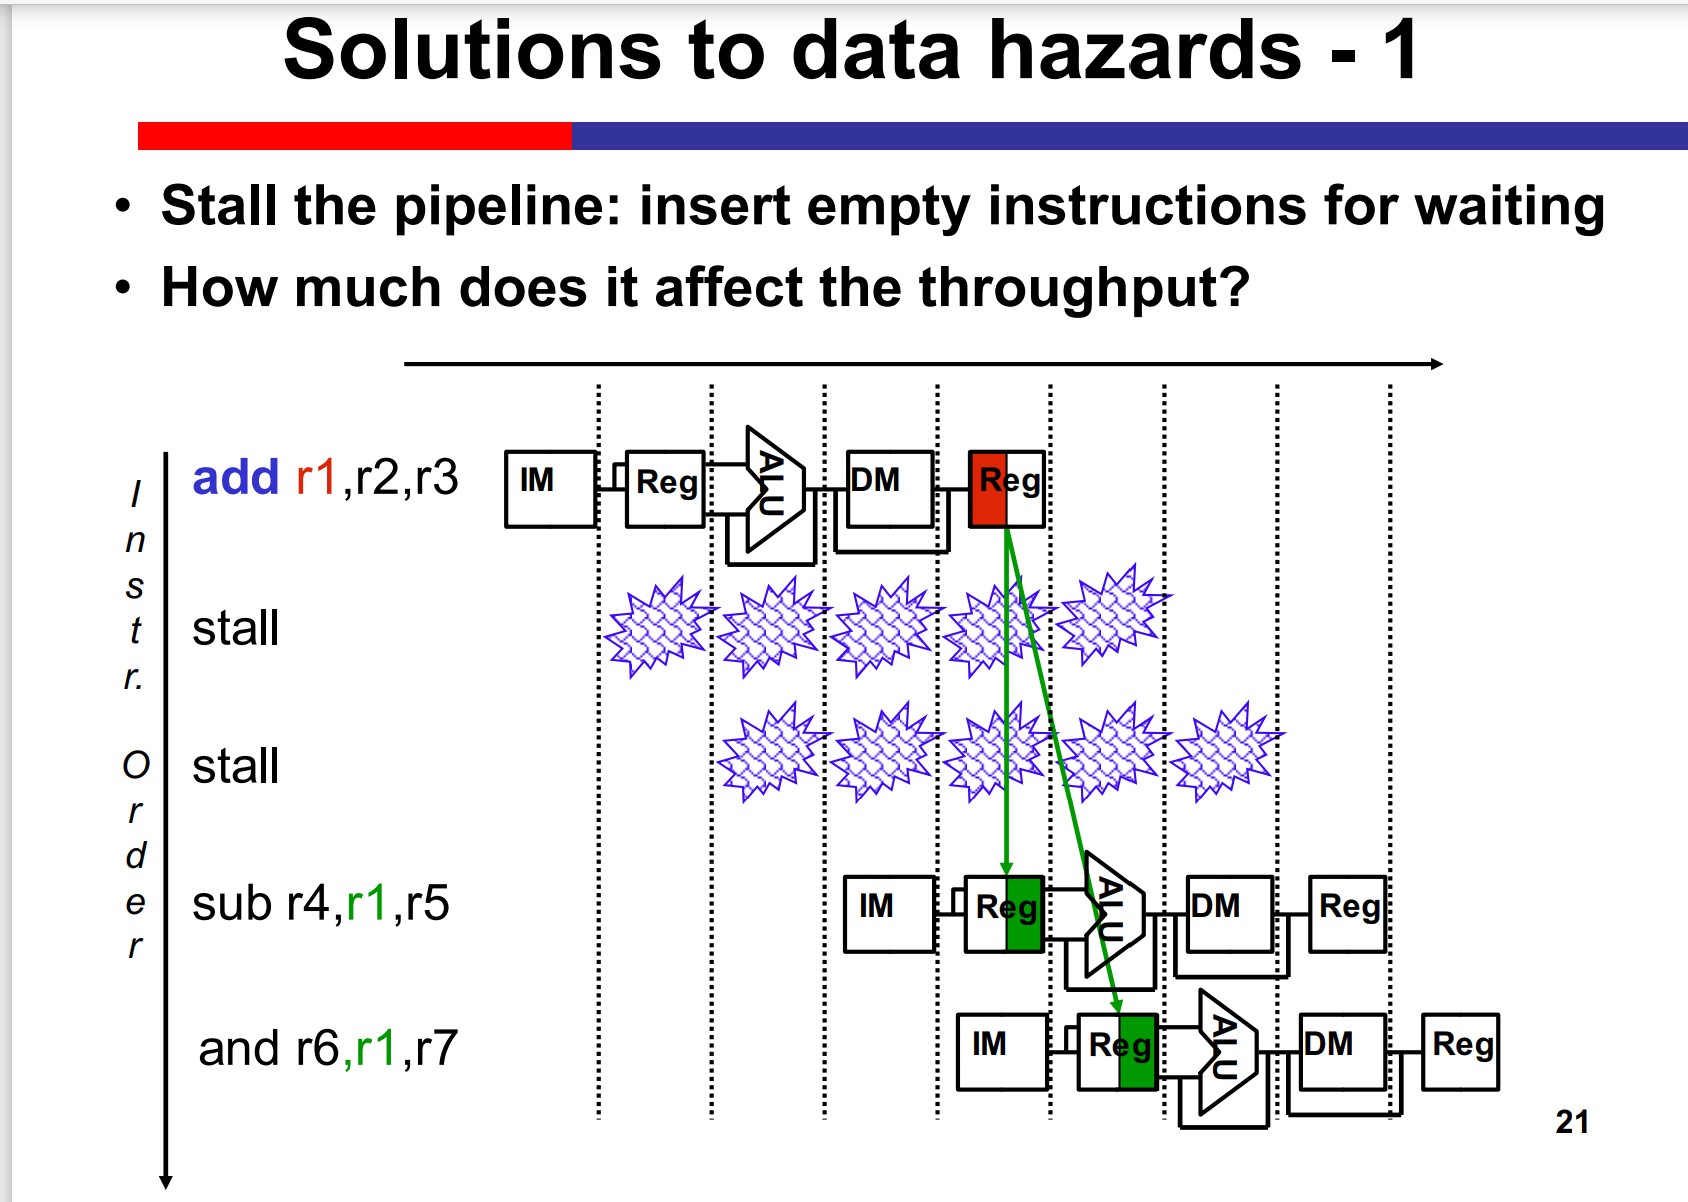 Solutions to data hazards - 1
• Stall the pipeline: insert empty instructions for waiting
• How much does it affect the throughput?
Instr. Order
add r1,r2,r3
IM Reg ALU DM Reg
stall
stall
sub r4,r1,r5
IM Reg ALU DM Reg
and r6,r1,r7
IM Reg ALU DM Reg
21